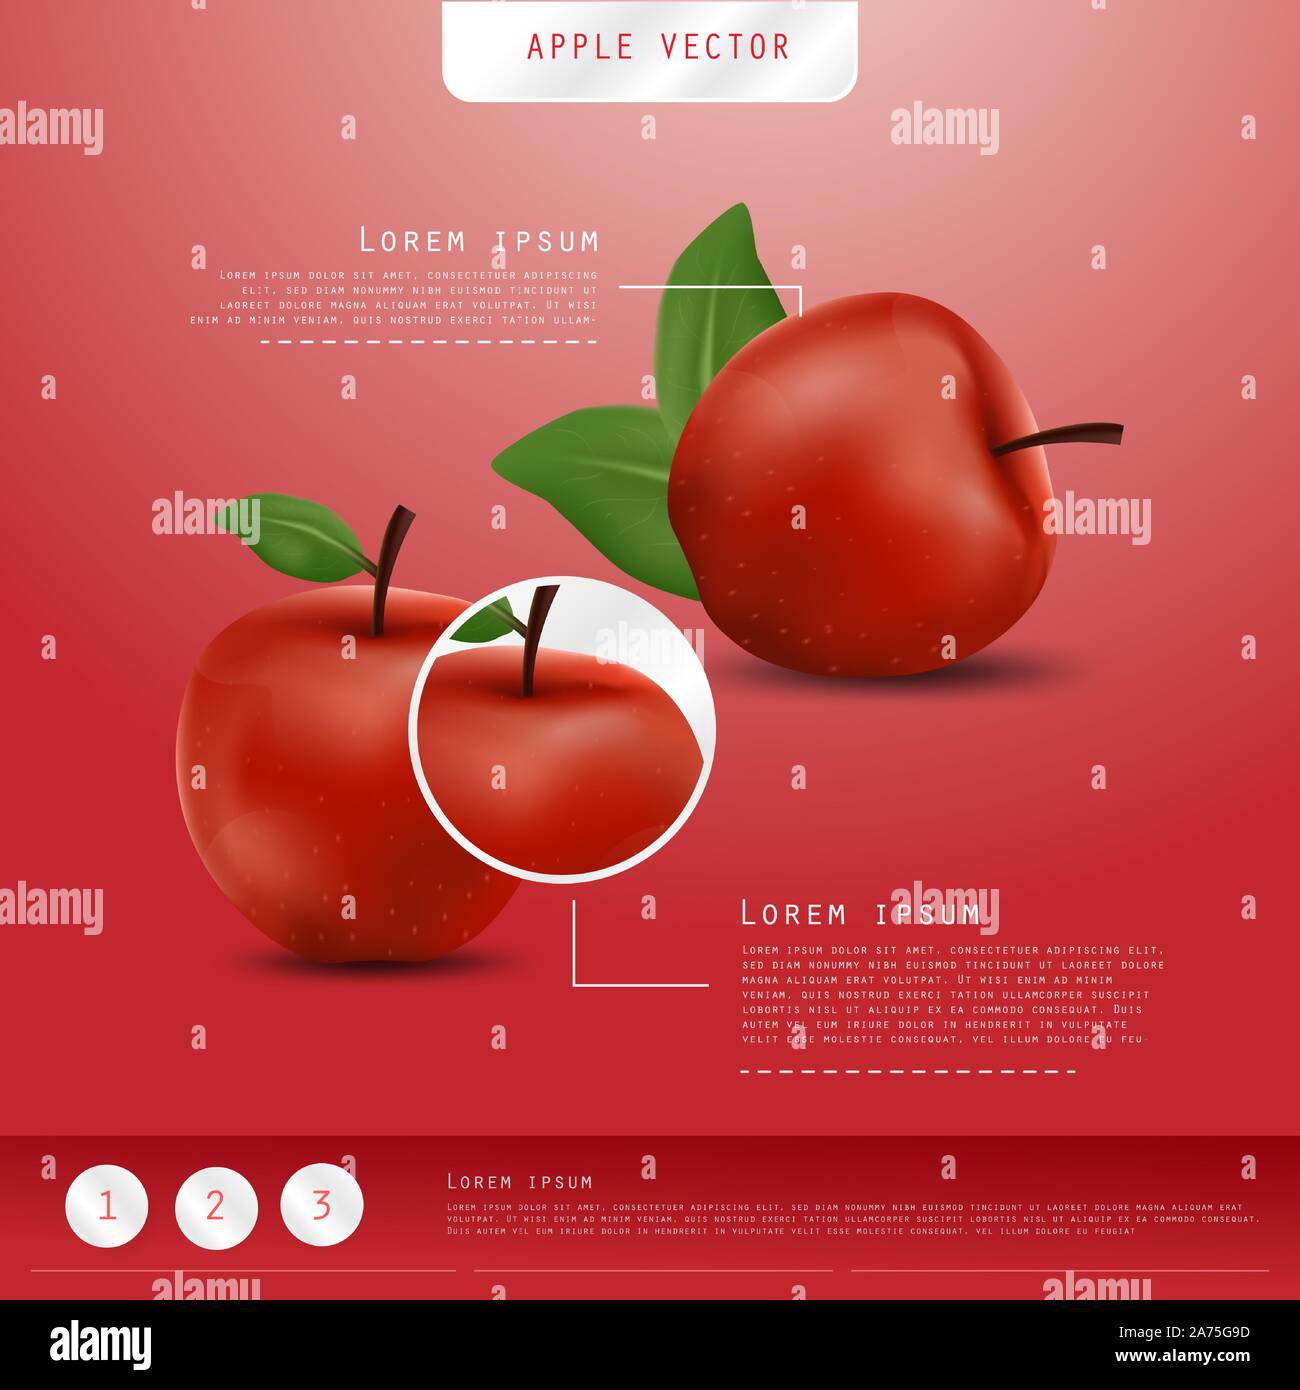 APPLE VECTOR
LOREM IPSUM
LOREM IPSUM DOLOR SIT AMET, CONSECTETUER ADIPISCING
ELIT, SED DIAM NONUMMY NIBH EUISMOD TINCIDUNT UT
LAOREET DOLORE MAGNA ALIQUAM ERAT VOLUTPAT. UT WISI
ENIM AD MINIM VENIAM, QUIS NOSTRUD EXERCI TATION ULLAM-
LOREM IPSUM
LOREM IPSUM DOLOR SIT AMET, CONSECTETUER ADIPISCING ELIT,
SED DIAM NONUMMY NIBH EUISMOD TINCIDUNT UT LAOREET DOLORE
MAGNA ALIQUAM ERAT VOLUTPAT. UT WISI ENIM AD MINIM
VENIAM, QUIS NOSTRUD EXERCI TATION ULLAMCORPER SUSCIPIT
LOBORTIS NISL UT ALIQUIP EX EA COMMODO CONSEQUAT. DUIS
AUTEM VEL EUM IRIURE DOLOR IN HENDRERIT IN VULPUTATE
VELIT ESSE MOLESTIE CONSEQUAT, VEL ILLUM DOLORE EU FEU
1 2 3
LOREM IPSUM
LOREM IPSUM DOLOR SIT AMET, CONSECTETUER ADIPISCING ELIT, SED DIAM NONUMMY NIBH EUISMOD TINCIDUNT UT LAOREET DOLORE MAGNA ALIQUAM ERAT
VOLUTPAT. UT WISI ENIM AD MINIM VENIAM, QUIS NOSTRUD EXERCI TATION ULLAMCORPER SUSCIPIT LOBORTIS NISL UT ALIQUIP EX EA COMMODO CONSEQUAT.
DUIS AUTEM VEL EUM IRIURE DOLOR IN HENDRERIT IN VULPUTATE VELIT ESSE MOLESTIE CONSEQUAT, VEL ILLUM DOLORE EU FEUGIAT
alamy
Image ID: 2A75G9D
www.alamy.com